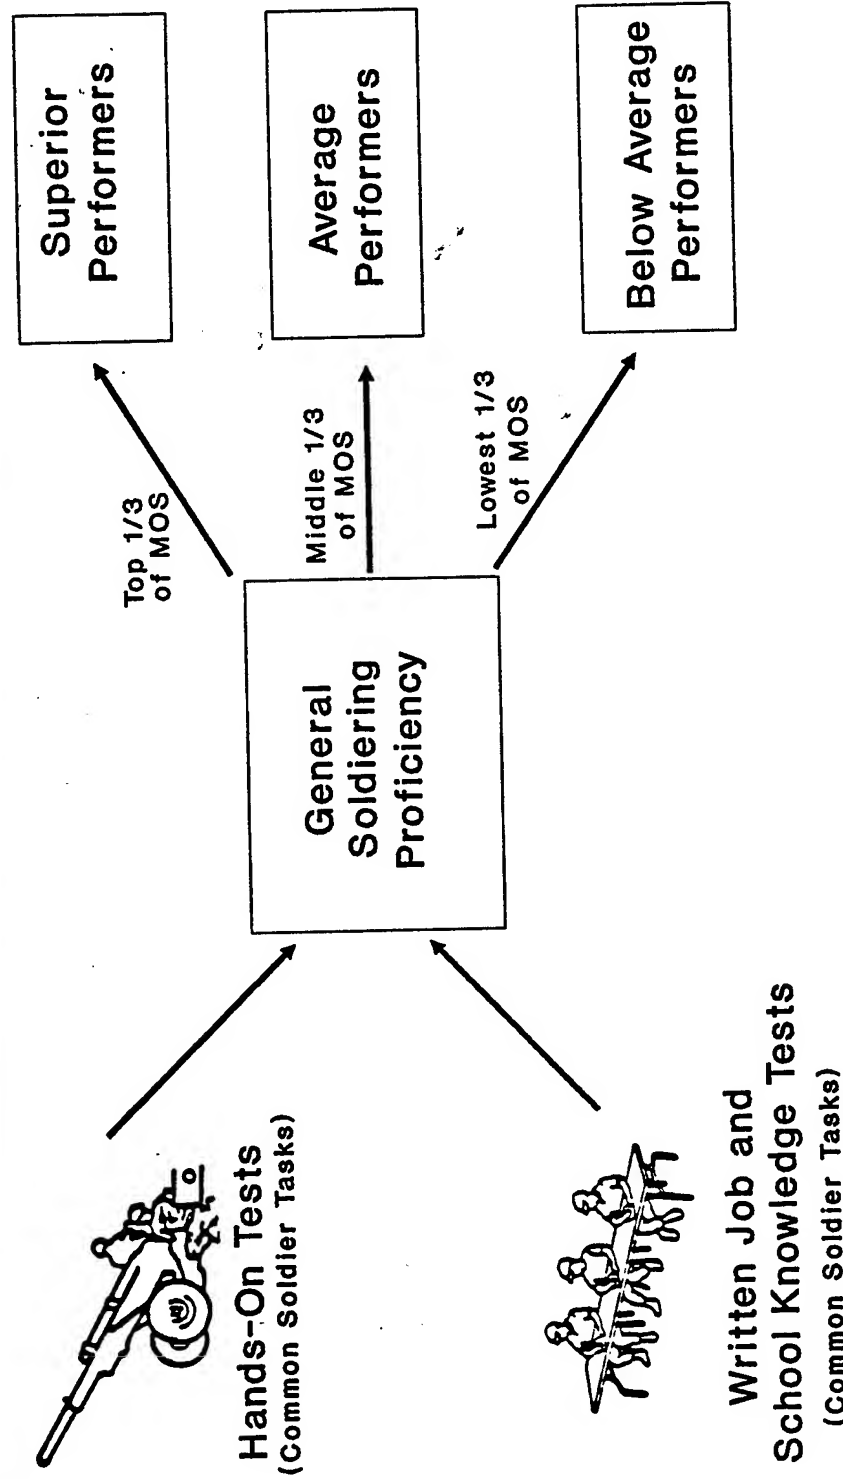 Hands-On Tests
(Common Soldier Tasks)
Written Job and
School Knowledge Tests
(Common Soldier Tasks)
General
Soldiering
Proficiency
Top 1/3
of MOS
Middle 1/3
of MOS
Lowest 1/3
of MOS
Superior
Performers
Average
Performers
Below Average
Performers